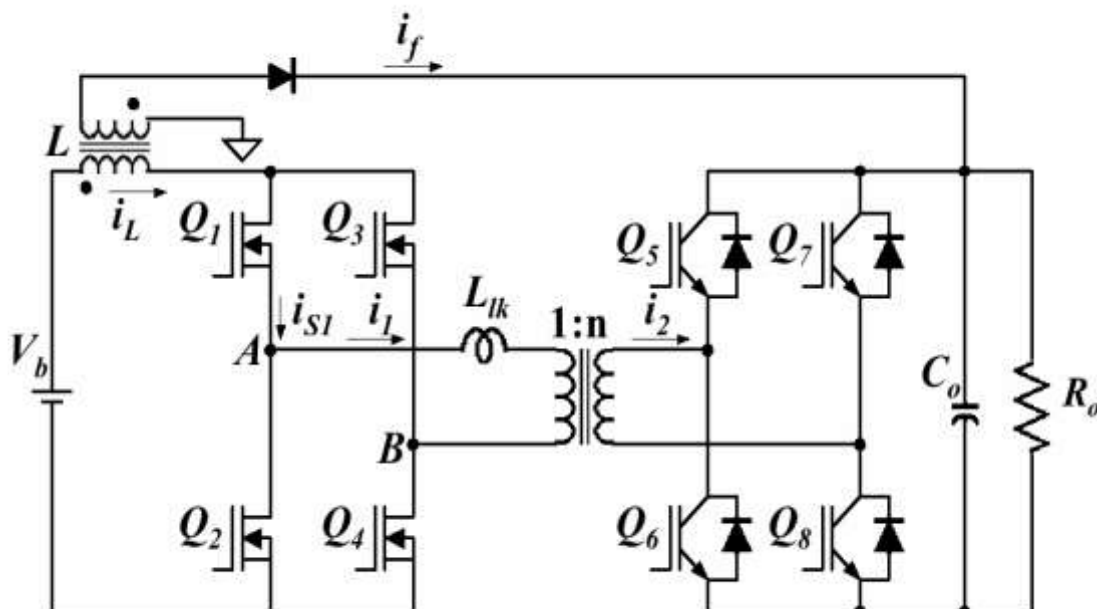 i_f
L
i_L
Q_1
Q_3
Q_5
Q_7
L_lk
i_S1
i_1
1:n
i_2
A
V_b
C_o
R_o
B
Q_2
Q_4
Q_6
Q_8